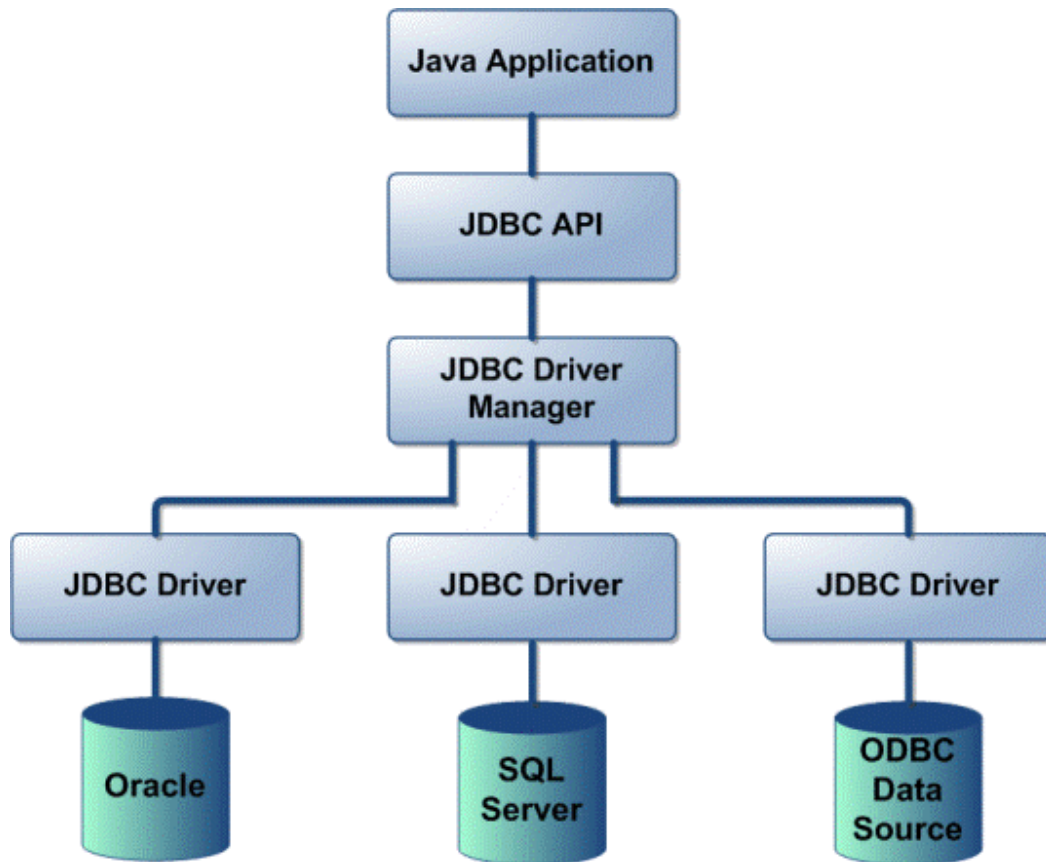 Java Application
JDBC API
JDBC Driver
Manager
JDBC Driver
JDBC Driver
JDBC Driver
Oracle
SQL
Server
ODBC
Data
Source